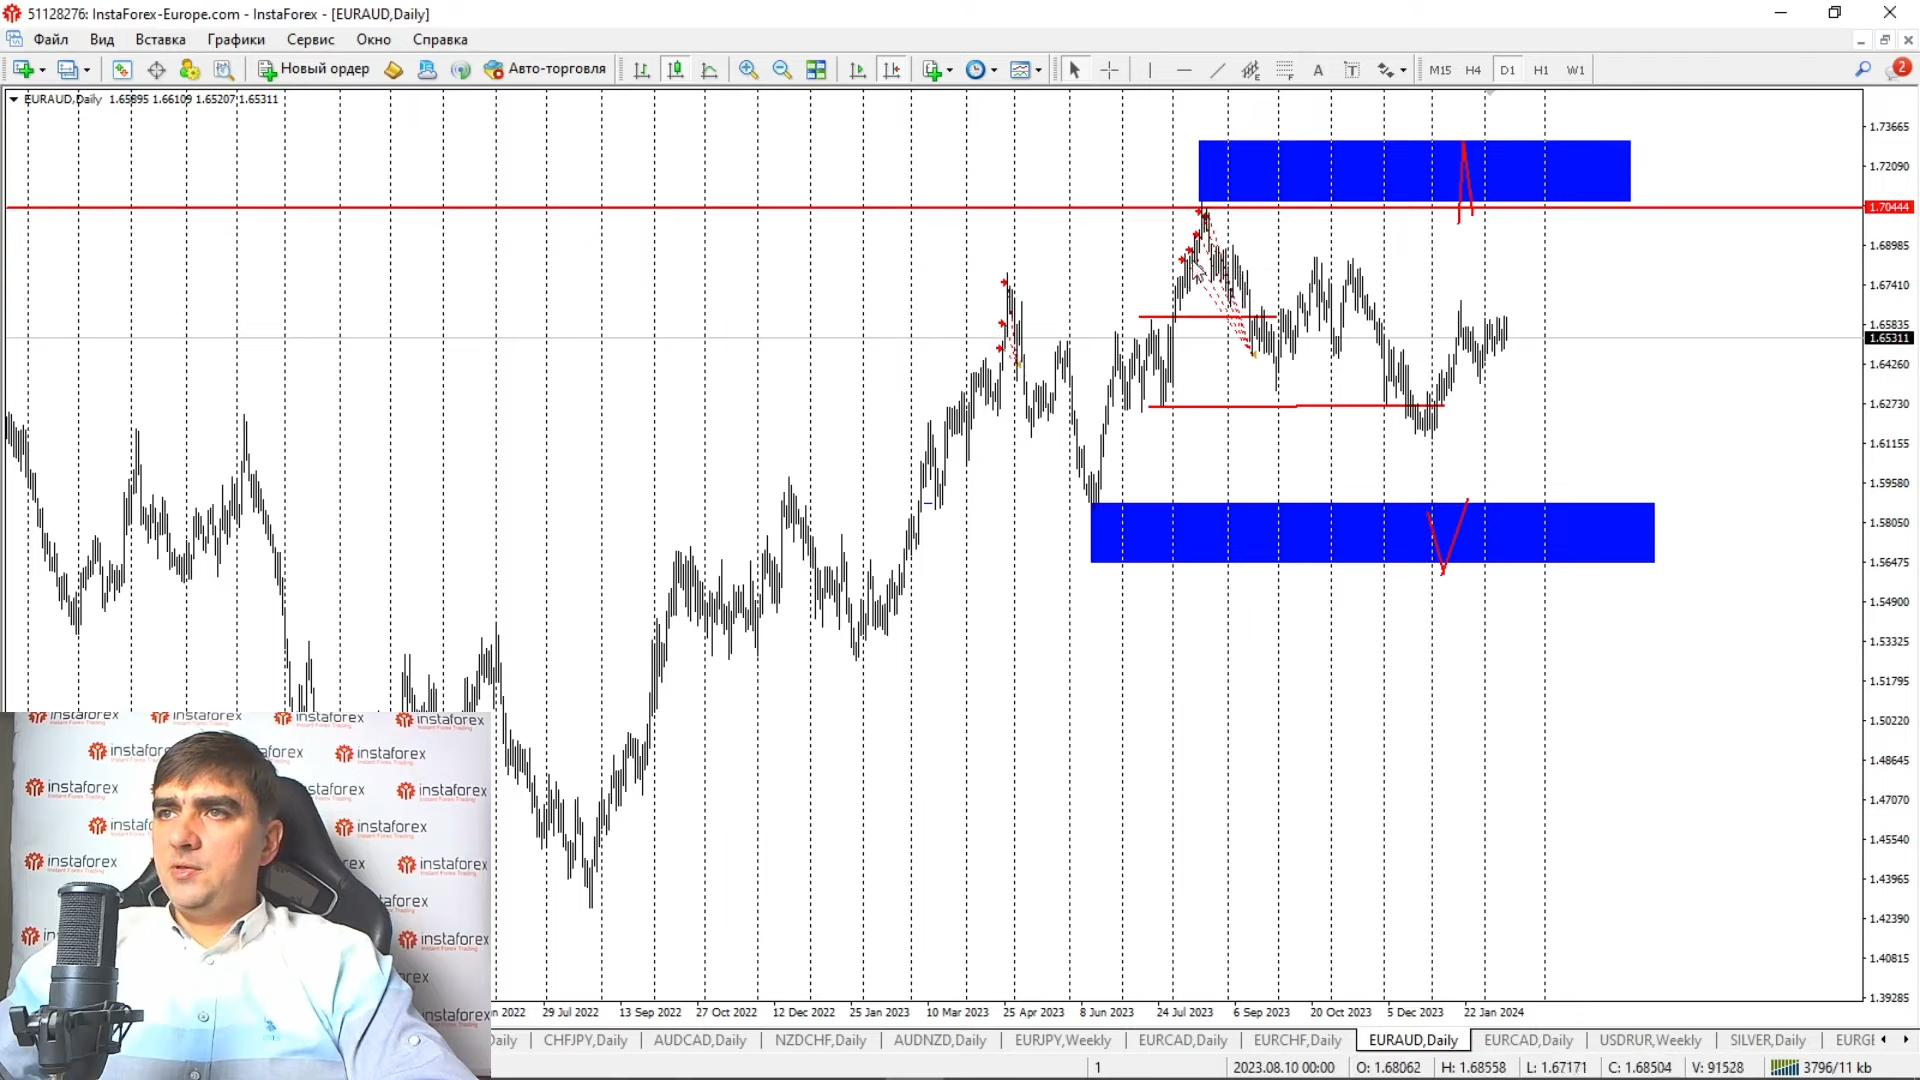 51128276: InstaForex-Europe.com - InstaForex - [EURAUD,Daily]
Файл Вид Вставка Графики Сервис Окно Справка
Новый ордер Авто-торговля A T M15 H4 D1 H1 W1 2
EURAUD,Daily 1.65895 1.66109 1.65207 1.65311
1.73665
1.72090
1.70444
1.68985
1.67410
1.65835
1.65311
1.64260
1.62730
1.61155
1.59580
1.58050
1.56475
1.54900
1.53325
1.51795
1.50220
1.48645
1.47070
1.45540
1.43965
1.42390
1.40815
1.39285
instaforex
Instant Forex Trading
29 Jul 2022 13 Sep 2022 27 Oct 2022 12 Dec 2022 25 Jan 2023 10 Mar 2023 25 Apr 2023 8 Jun 2023 24 Jul 2023 6 Sep 2023 20 Oct 2023 5 Dec 2023 22 Jan 2024
CHFJPY,Daily AUDCAD,Daily NZDCHF,Daily AUDNZD,Daily EURJPY,Weekly EURCAD,Daily EURCHF,Daily EURAUD,Daily EURCAD,Daily USDRUR,Weekly SILVER,Daily
1 2023.08.10 00:00 O: 1.68062 H: 1.68558 L: 1.67171 C: 1.68504 V: 91528 3796/11 kb